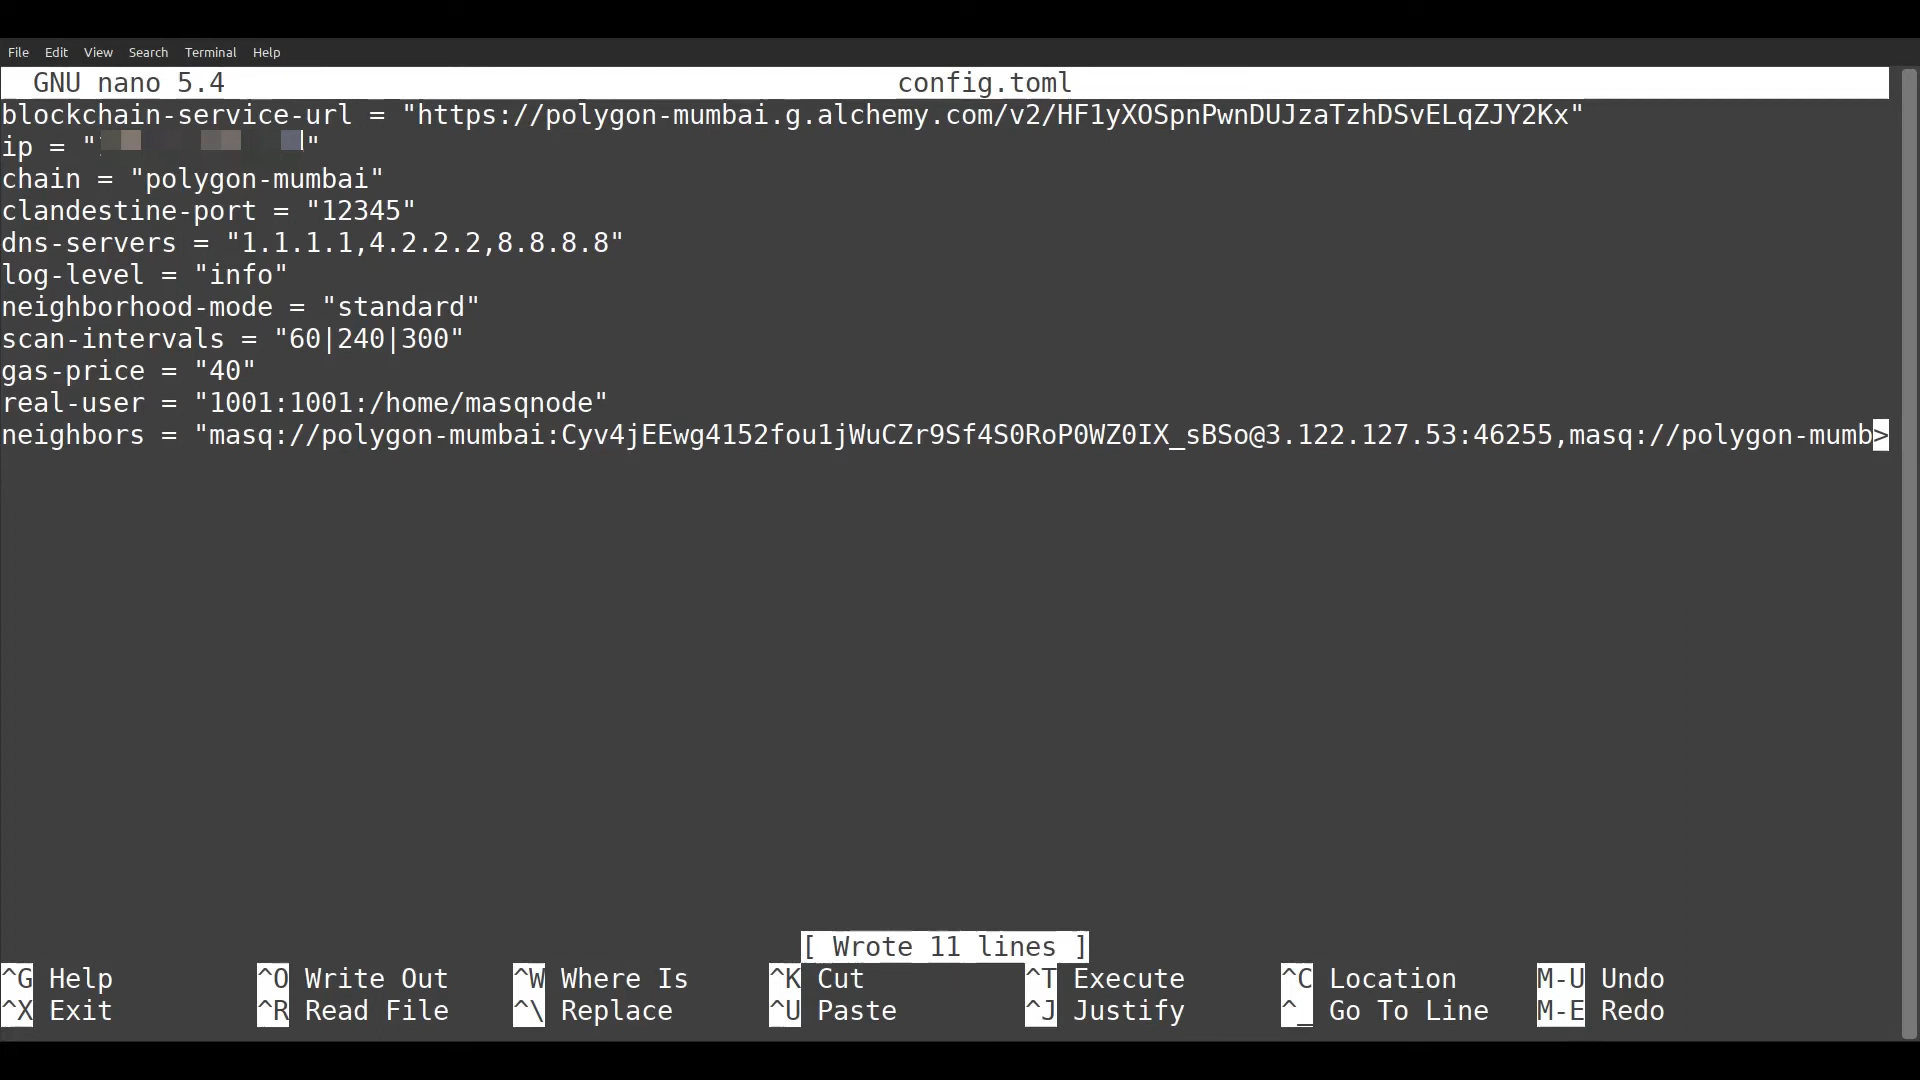 File Edit View Search Terminal Help
GNU nano 5.4 config.toml
blockchain-service-url = "https://polygon-mumbai.g.alchemy.com/v2/HF1yXOSpnPwnDUJzaTzhDSvELqZJY2Kx"
ip = " "
chain = "polygon-mumbai"
clandestine-port = "12345"
dns-servers = "1.1.1.1,4.2.2.2,8.8.8.8"
log-level = "info"
neighborhood-mode = "standard"
scan-intervals = "60|240|300"
gas-price = "40"
real-user = "1001:1001:/home/masqnode"
neighbors = "masq://polygon-mumbai:Cyv4jEEwg4152fou1jWuCZr9Sf4S0RoP0WZ0IX_sBSo@3.122.127.53:46255,masq://polygon-mumb>
[ Wrote 11 lines ]
^G Help ^O Write Out ^W Where Is ^K Cut ^T Execute ^C Location M-U Undo
^X Exit ^R Read File ^\ Replace ^U Paste ^J Justify ^_ Go To Line M-E Redo